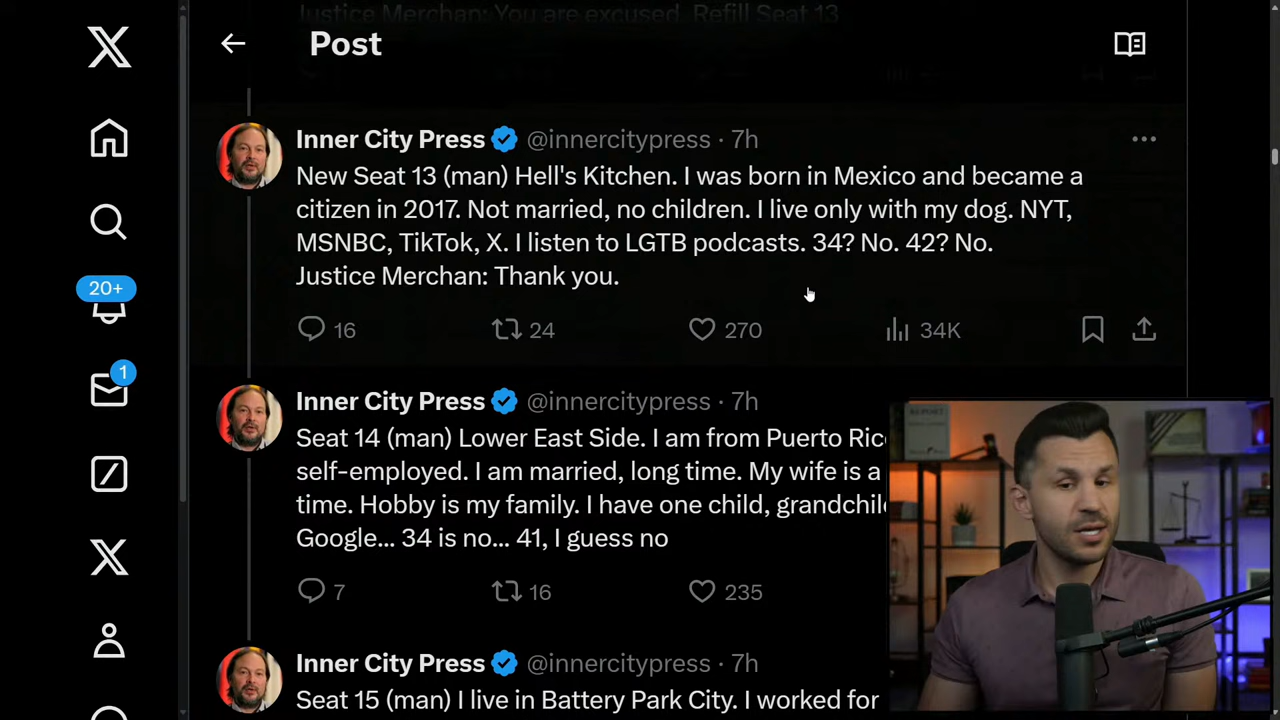 Justice Merchan: You are excused. Refill Seat 13
Post
Inner City Press @innercitypress · 7h
New Seat 13 (man) Hell's Kitchen. I was born in Mexico and became a
citizen in 2017. Not married, no children. I live only with my dog. NYT,
MSNBC, TikTok, X. I listen to LGTB podcasts. 34? No. 42? No.
Justice Merchan: Thank you.
20+
16 24 270 34K
1
Inner City Press @innercitypress · 7h
Seat 14 (man) Lower East Side. I am from Puerto Rico
self-employed. I am married, long time. My wife is a
time. Hobby is my family. I have one child, grandchild
Google... 34 is no... 41, I guess no
7 16 235
Inner City Press @innercitypress · 7h
Seat 15 (man) I live in Battery Park City. I worked for